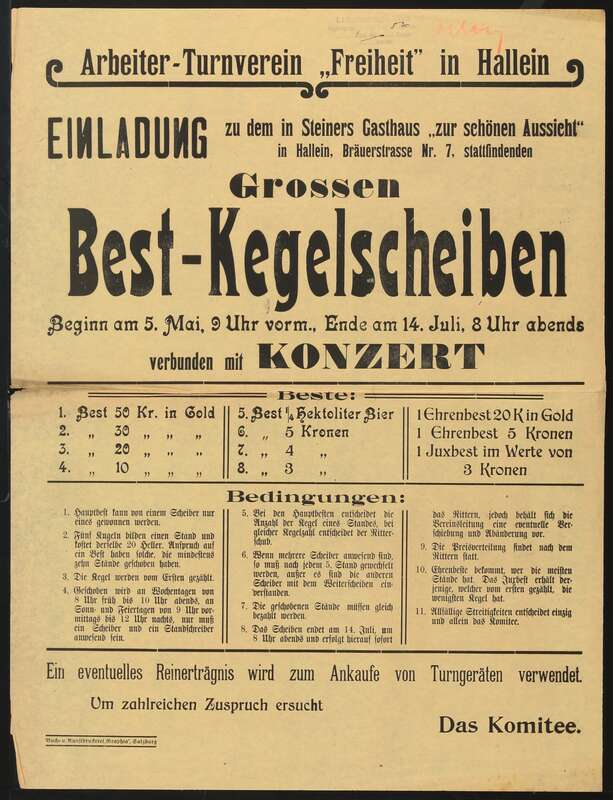 Arbeiter-Turnverein „Freiheit" in Hallein
EINLADUNG zu dem in Steiners Gasthaus „zur schönen Aussicht"
in Hallein, Bräuerstrasse Nr. 7, stattfindenden
Grossen
Best-Kegelscheiben
Beginn am 5. Mai, 9 Uhr vorm., Ende am 14. Juli, 8 Uhr abends
verbunden mit KONZERT
Beste:
1. Best 50 Kr. in Gold
2. „ 30 „ „ „
3. „ 20 „ „ „
4. „ 10 „ „ „
5. Best 1/4 Hektoliter Bier
6. „ 5 Kronen
7. „ 4 „
8. „ 3 „
1 Ehrenbest 20 K in Gold
1 Ehrenbest 5 Kronen
1 Juxbest im Werte von
3 Kronen
Bedingungen:
1. Hauptbest kann von einem Scheiber nur
eines gewonnen werden.
2. Fünf Kugeln bilden einen Stand und
kostet derselbe 20 Heller. Anspruch auf
ein Best haben solche, die mindestens
zehn Stände geschoben haben.
3. Die Kegel werden vom Ersten gezählt.
4. Geschoben wird an Wochentagen von
8 Uhr früh bis 10 Uhr abends, an
Sonn- und Feiertagen von 9 Uhr vor-
mittags bis 12 Uhr nachts, nur muß
ein Scheiber und ein Standschreiber
anwesend sein.
5. Bei den Hauptbesten entscheidet die
Anzahl der Kegel eines Standes, bei
gleicher Kegelzahl entscheidet der Ritter-
schub.
6. Wenn mehrere Scheiber anwesend sind,
so muß nach jedem 5. Stand gewechselt
werden, außer es sind die anderen
Scheiber mit dem Weiterscheiben ein-
verstanden.
7. Die geschobenen Stände müssen gleich
bezahlt werden.
8. Das Scheiben endet am 14. Juli, um
8 Uhr abends und erfolgt hierauf sofort
das Rittern, jedoch behält sich die
Vereinsleitung eine eventuelle Ver-
schiebung und Abänderung vor.
9. Die Preisverteilung findet nach dem
Rittern statt.
10. Ehrenbeste bekommt, wer die meisten
Stände hat. Das Juxbest erhält der-
jenige, welcher vom ersten gezählt, die
wenigsten Kegel hat.
11. Allfällige Streitigkeiten entscheidet einzig
und allein das Komitee.
Ein eventuelles Reinerträgnis wird zum Ankaufe von Turngeräten verwendet.
Um zahlreichen Zuspruch ersucht
Das Komitee.
Buch- u. Kunstdruckerei „Graphia", Salzburg